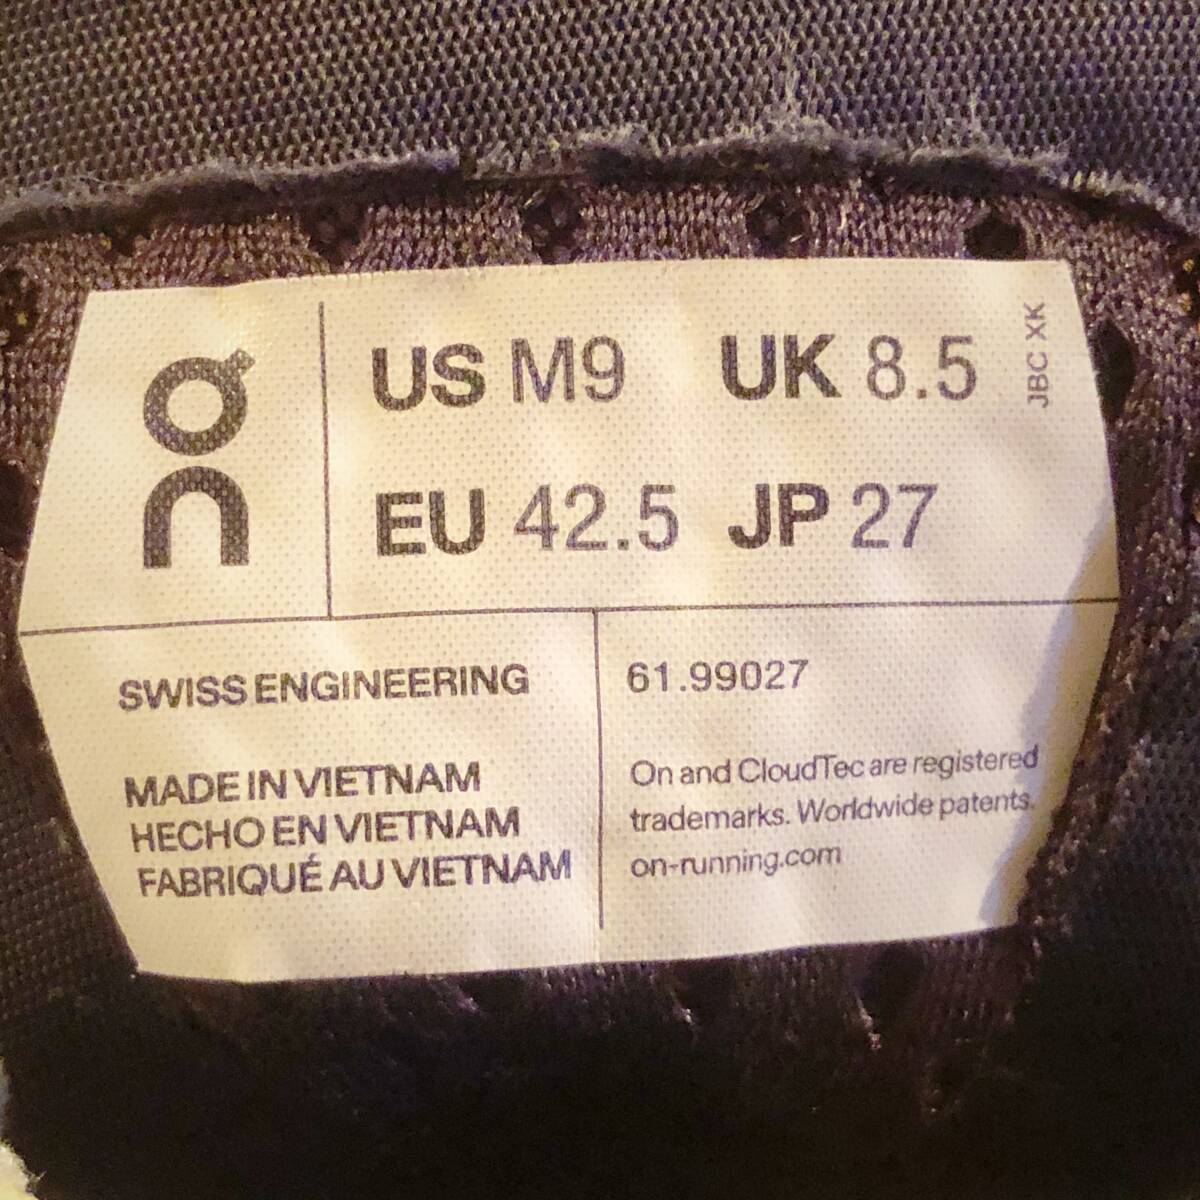 on
US M9 UK 8.5
JBC XK
EU 42.5 JP 27
SWISS ENGINEERING
MADE IN VIETNAM
HECHO EN VIETNAM
FABRIQUÉ AU VIETNAM
61.99027
On and CloudTec are registered
trademarks. Worldwide patents.
on-running.com